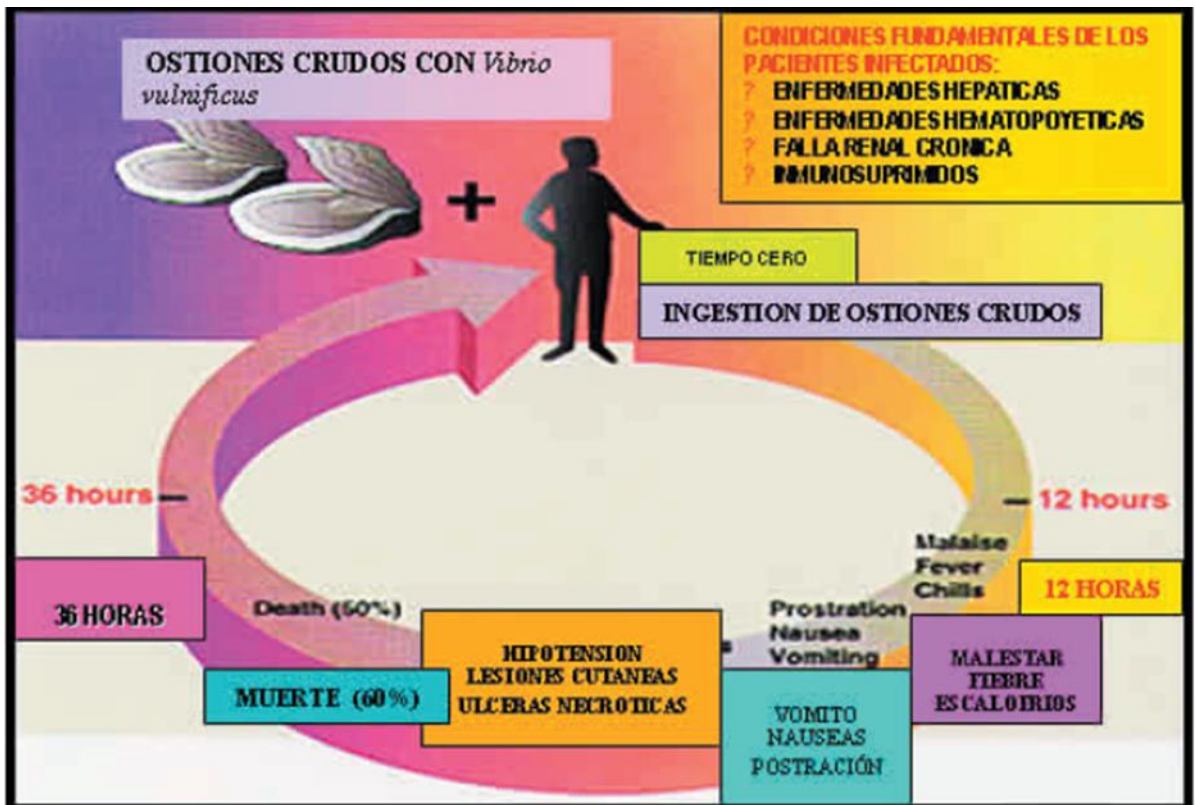 OSTIONES CRUDOS CON Vibrio
vulnificus
CONDICIONES FUNDAMENTALES DE LOS
PACIENTES INFECTADOS:
? ENFERMEDADES HEPATICAS
? ENFERMEDADES HEMATOPOYETICAS
? FALLA RENAL CRONICA
? INMUNOSUPRIMIDOS
+
TIEMPO CERO
INGESTION DE OSTIONES CRUDOS
36 hours
12 hours
Malaise
Fever
Chills
12 HORAS
36 HORAS
Death (60%)
Prostration
Nausea
Vomiting
MUERTE (60%)
HIPOTENSION
LESIONES CUTANEAS
ULCERAS NECROTICAS
VOMITO
NAUSEAS
POSTRACIÓN
MALESTAR
FIEBRE
ESCALOFRIOS